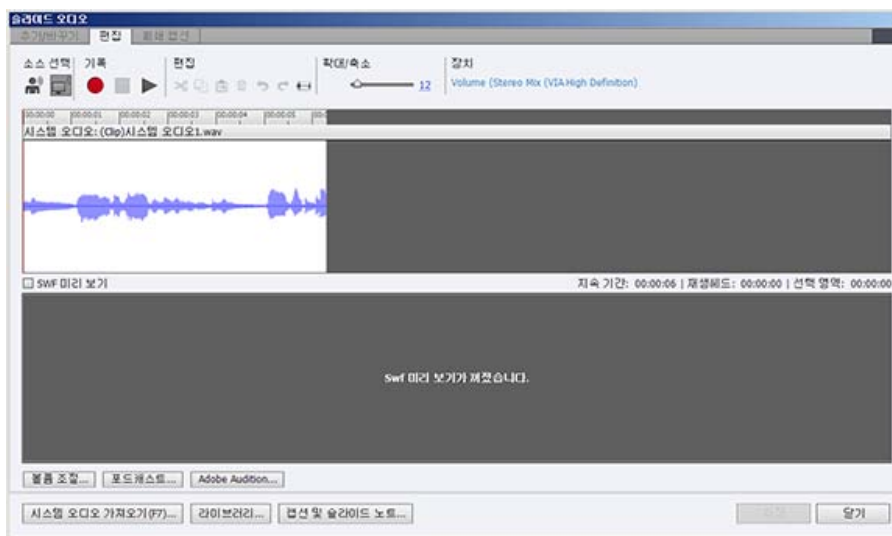 슬라이드 오디오
추가/바꾸기 편집 폐쇄 캡션
소스 선택 기록 편집 확대/축소 장치
12 Volume (Stereo Mix (VIA High Definition)
00:00:00 00:00:01 00:00:02 00:00:03 00:00:04 00:00:05
시스템 오디오: (Clip)시스템 오디오1.wav
SWF 미리 보기 지속 기간: 00:00:06 | 재생헤드: 00:00:00 | 선택 영역: 00:00:00
Swf 미리 보기가 꺼졌습니다.
볼륨 조절... 포드캐스트... Adobe Audition...
시스템 오디오 가져오기(F7)... 라이브러리... 캡션 및 슬라이드 노트... 닫기